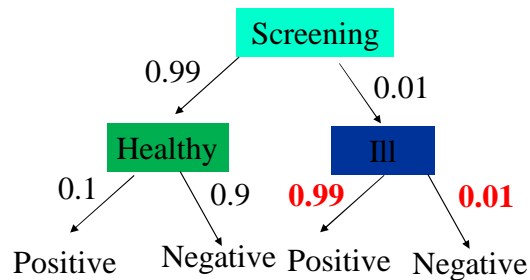 Screening
0.99
0.01
Healthy
Ill
0.1
0.9
0.99
0.01
Positive
Negative
Positive
Negative